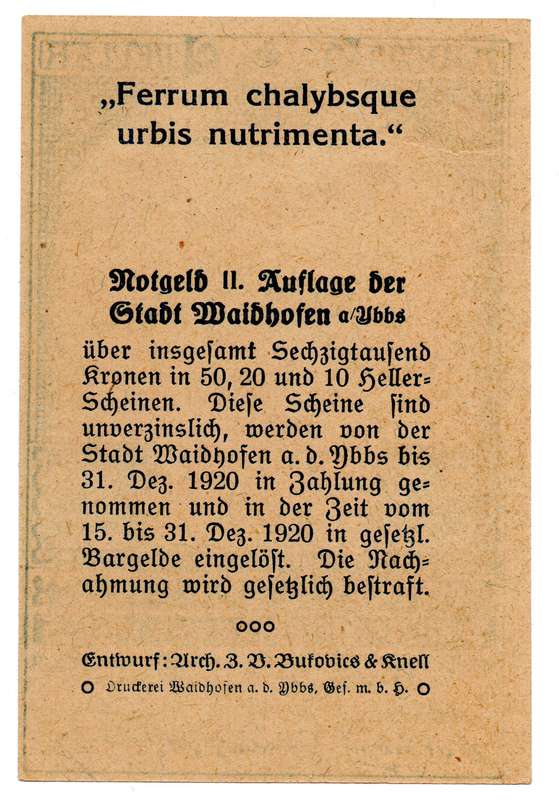 „Ferrum chalybsque
urbis nutrimenta.“
Notgeld II. Auflage der
Stadt Waidhofen a/Ybbs
über insgesamt Sechzigtausend
Kronen in 50, 20 und 10 Heller=
Scheinen. Diese Scheine sind
unverzinslich, werden von der
Stadt Waidhofen a. d. Ybbs bis
31. Dez. 1920 in Zahlung ge=
nommen und in der Zeit vom
15. bis 31. Dez. 1920 in gesetzl.
Bargelde eingelöst. Die Nach=
ahmung wird gesetzlich bestraft.
Entwurf: Arch. Z. V. Bukovics & Knell
Druckerei Waidhofen a. d. Ybbs, Ges. m. b. H.